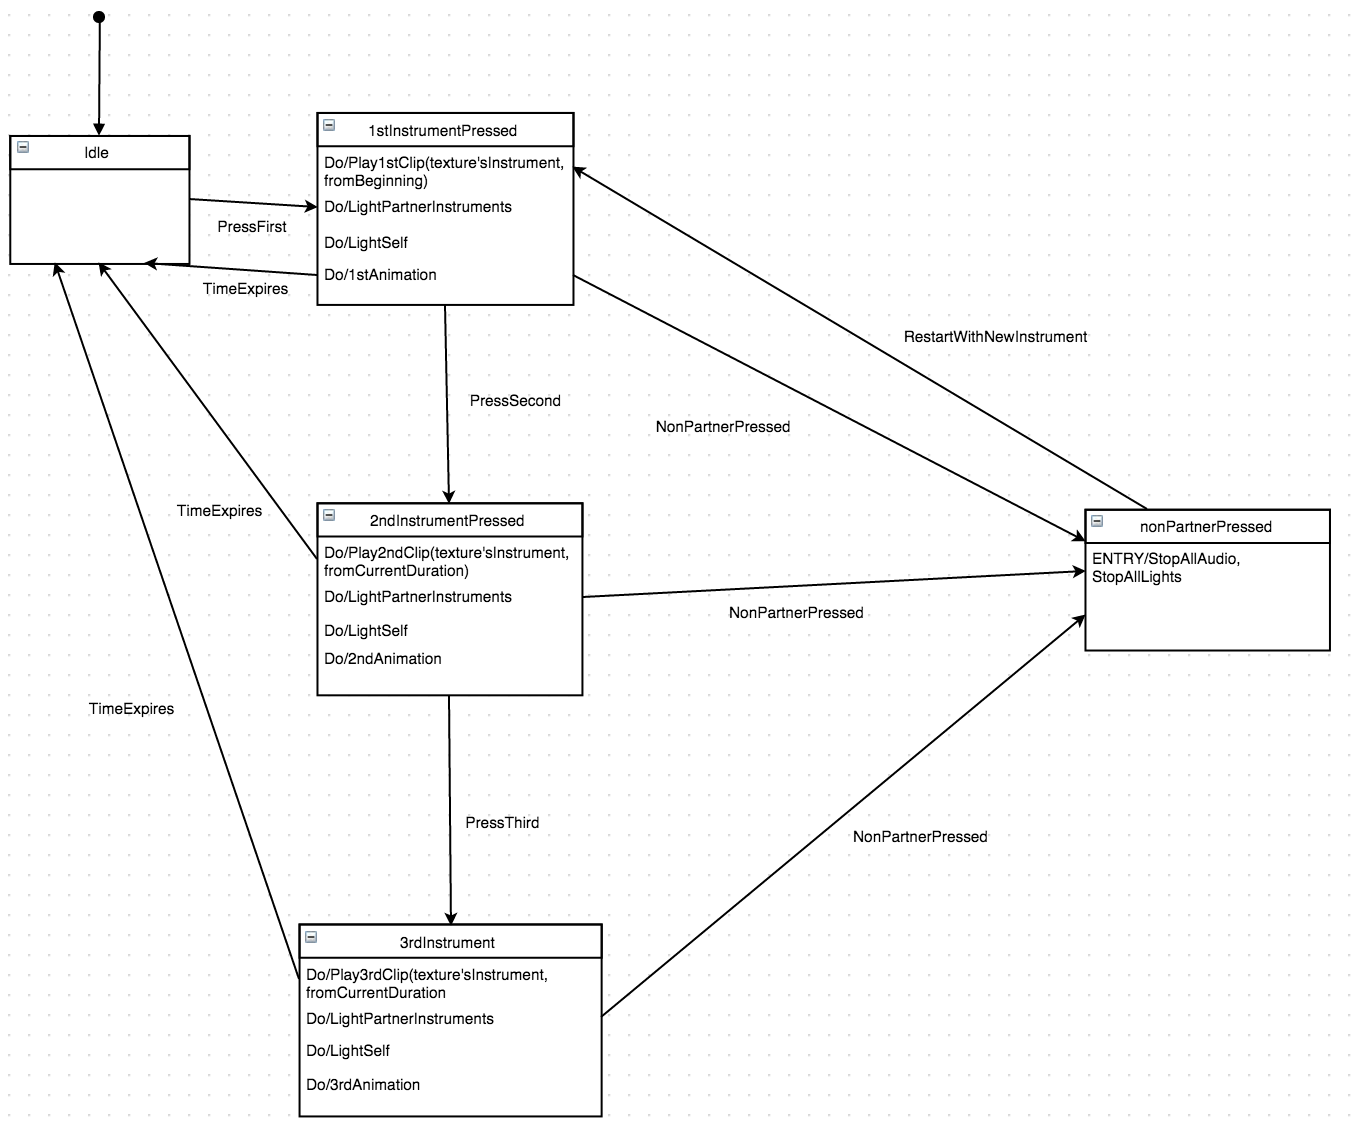 Idle
1stInstrumentPressed
Do/Play1stClip(texture'sInstrument,
fromBeginning)
Do/LightPartnerInstruments
Do/LightSelf
Do/1stAnimation
PressFirst
TimeExpires
RestartWithNewInstrument
PressSecond
NonPartnerPressed
TimeExpires
2ndInstrumentPressed
Do/Play2ndClip(texture'sInstrument,
fromCurrentDuration)
Do/LightPartnerInstruments
Do/LightSelf
Do/2ndAnimation
nonPartnerPressed
ENTRY/StopAllAudio,
StopAllLights
NonPartnerPressed
TimeExpires
PressThird
NonPartnerPressed
3rdInstrument
Do/Play3rdClip(texture'sInstrument,
fromCurrentDuration
Do/LightPartnerInstruments
Do/LightSelf
Do/3rdAnimation